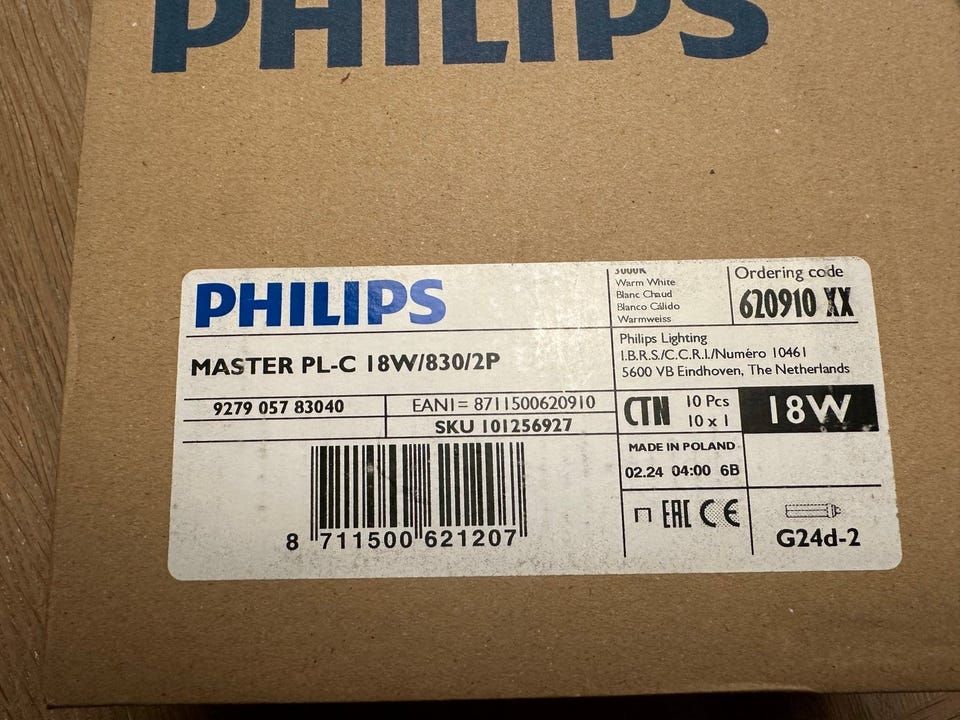 PHILIPS
PHILIPS
3000K
Warm White
Blanc Chaud
Blanco Cálido
Warmweiss
Ordering code
620910 XX
MASTER PL-C 18W/830/2P
Philips Lighting
I.B.R.S./C.C.R.I./Numéro 10461
5600 VB Eindhoven, The Netherlands
9279 057 83040
EAN1= 8711500620910
SKU 101256927
CTN
10 Pcs
10 x 1
18W
MADE IN POLAND
02.24 04:00 6B
8 711500 621207
EAC CE
G24d-2